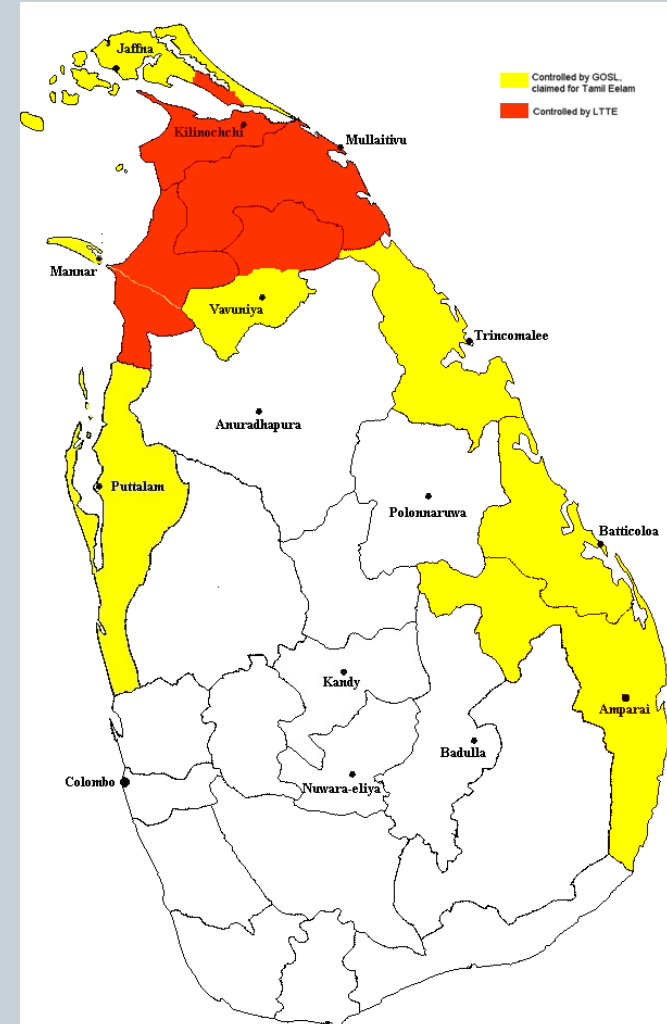 Jaffna
Controlled by GOSL,
claimed for Tamil Eelam
Controlled by LTTE
Kilinochchi
Mullaitivu
Mannar
Vavuniya
Trincomalee
Anuradhapura
Puttalam
Polonnaruwa
Batticoloa
Kandy
Amparai
Badulla
Colombo
Nuwara-eliya